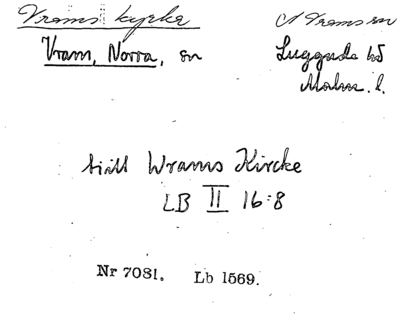 Vrams kyrka
N Vrams sn
Vram, Norra, sn
Luggude hd
Malm. l.
till Wrams Kircke
LB II 16:8
Nr 7081. Lb 1569.